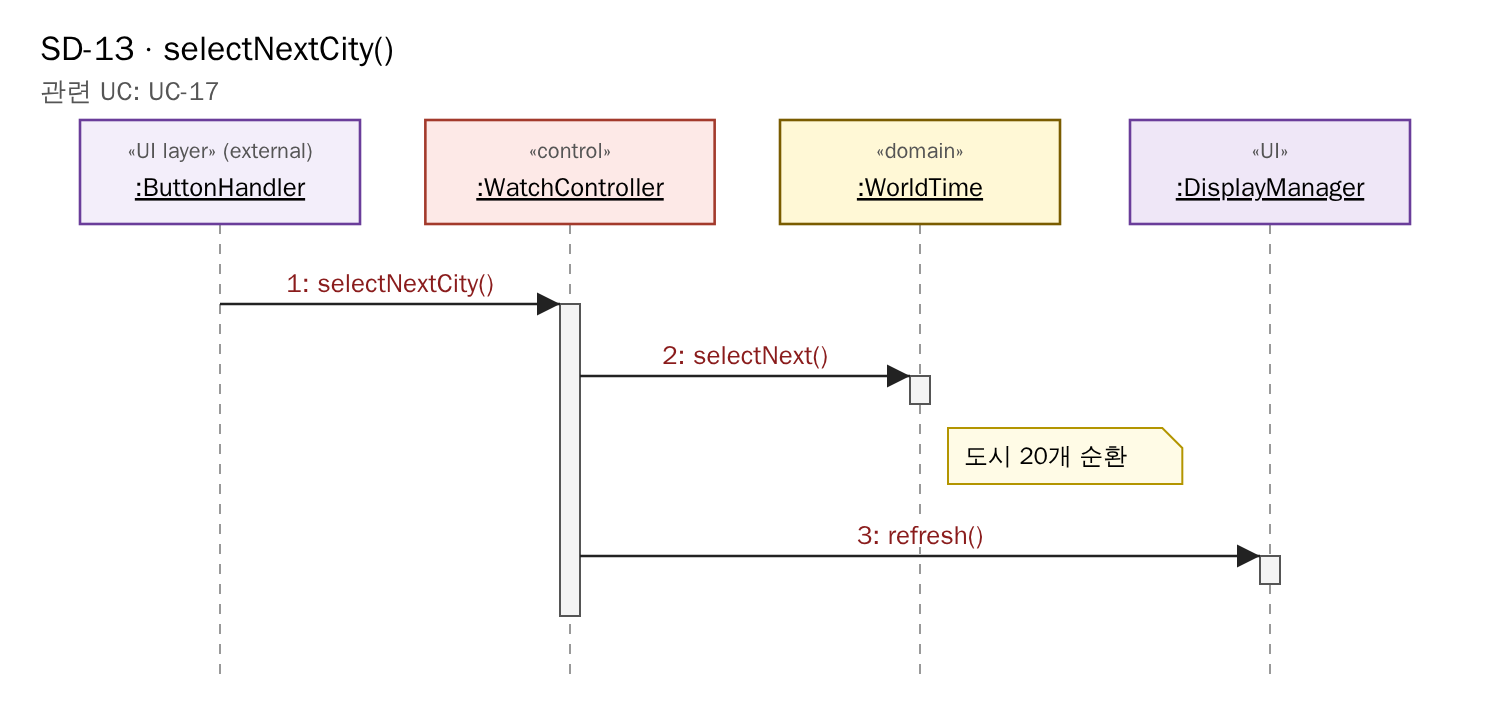 SD-13 · selectNextCity()
관련 UC: UC-17
«UI layer» (external)
:ButtonHandler
«control»
:WatchController
«domain»
:WorldTime
«UI»
:DisplayManager
1: selectNextCity()
2: selectNext()
도시 20개 순환
3: refresh()